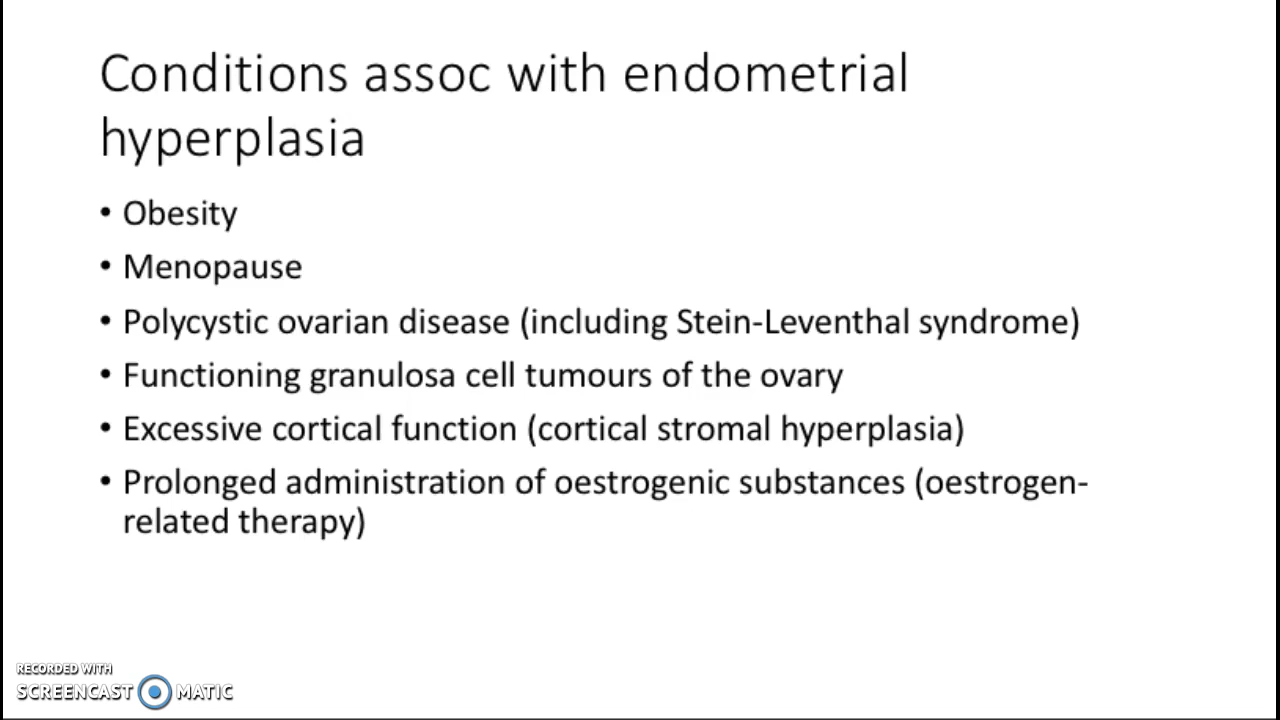 Conditions assoc with endometrial
hyperplasia
• Obesity
• Menopause
• Polycystic ovarian disease (including Stein-Leventhal syndrome)
• Functioning granulosa cell tumours of the ovary
• Excessive cortical function (cortical stromal hyperplasia)
• Prolonged administration of oestrogenic substances (oestrogen-
related therapy)
RECORDED WITH
SCREENCAST MATIC